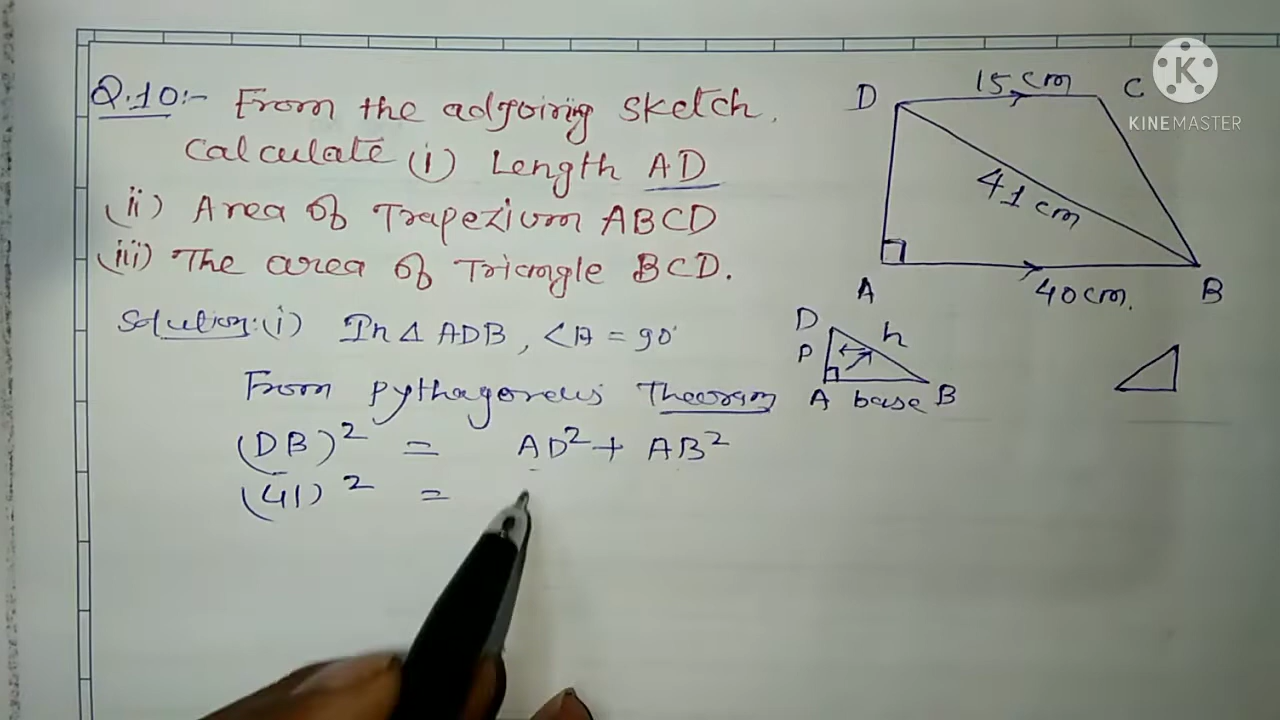 Q.10:- From the adjoining sketch.
Calculate (i) Length AD
(ii) Area of Trapezium ABCD
(iii) The area of Triangle BCD.
Solution:(i) In Δ ADB, ∠A = 90°
From pythagoreus Theorem
(DB)² = AD² + AB²
(41)² =
D 15 cm C
41 cm
A 40 cm. B
D h
P
A base B
K
KINEMASTER